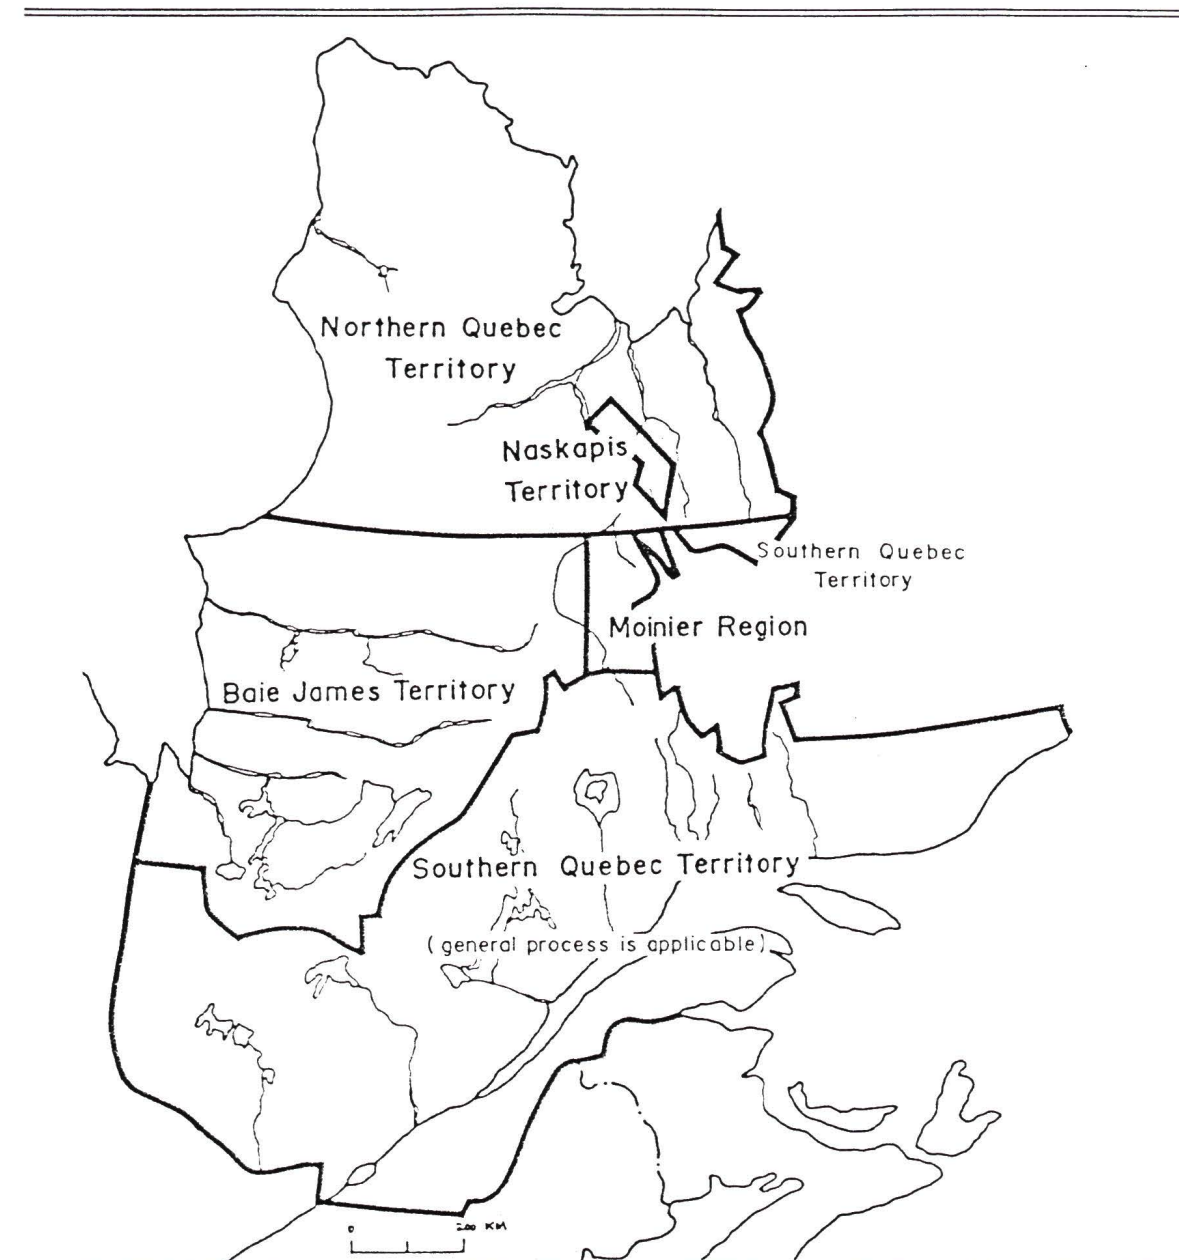 Northern Quebec
Territory
Naskapis
Territory
Southern Quebec
Territory
Moinier Region
Baie James Territory
Southern Quebec Territory
(general process is applicable)
0 200 KM